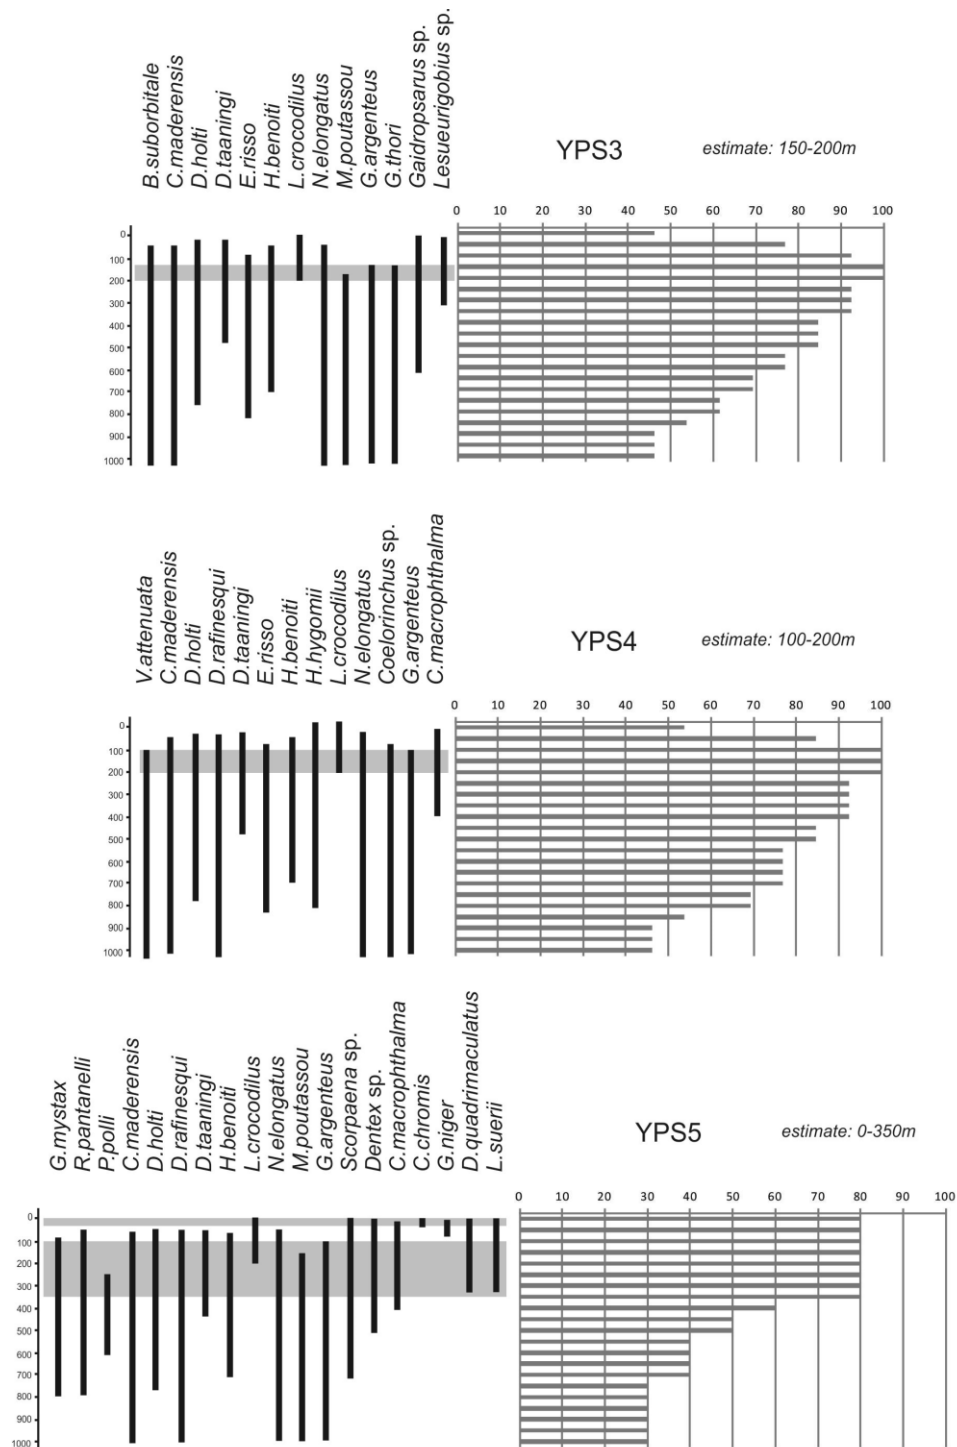 B.suborbitale
C.maderensis
D.holti
D.taaningi
E.risso
H.benoiti
L.crocodilus
N.elongatus
M.poutassou
G.argenteus
G.thori
Gaidropsarus sp.
Lesueurigobius sp.
YPS3
estimate: 150-200m
0 10 20 30 40 50 60 70 80 90 100
0
100
200
300
400
500
600
700
800
900
1000
V.attenuata
C.maderensis
D.holti
D.rafinesqui
D.taaningi
E.risso
H.benoiti
H.hygomii
L.crocodilus
N.elongatus
Coelorinchus sp.
G.argenteus
C.macrophthalma
YPS4
estimate: 100-200m
0 10 20 30 40 50 60 70 80 90 100
0
100
200
300
400
500
600
700
800
900
1000
G.mystax
R.pantanelli
P.polli
C.maderensis
D.holti
D.rafinesqui
D.taaningi
H.benoiti
L.crocodilus
N.elongatus
M.poutassou
G.argenteus
Scorpaena sp.
Dentex sp.
C.macrophthalma
C.chromis
G.niger
D.quadrimaculatus
L.suerii
YPS5
estimate: 0-350m
0 10 20 30 40 50 60 70 80 90 100
0
100
200
300
400
500
600
700
800
900
1000